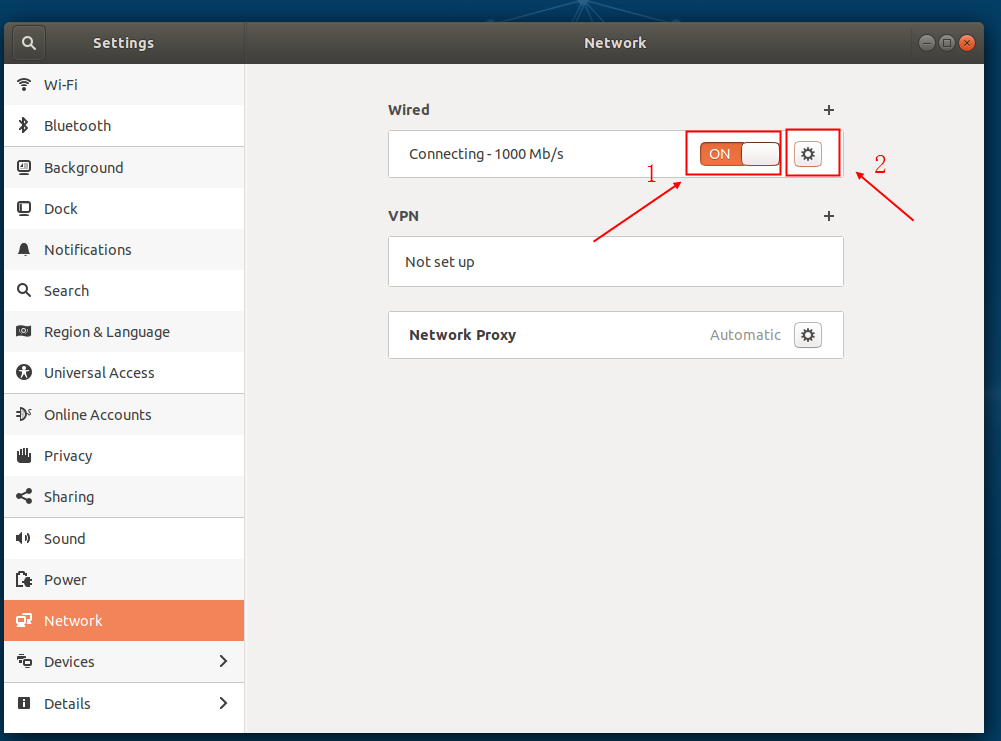 Settings
Network
Wi-Fi
Bluetooth
Background
Dock
Notifications
Search
Region & Language
Universal Access
Online Accounts
Privacy
Sharing
Sound
Power
Network
Devices
Details
Wired
Connecting - 1000 Mb/s
ON
1
2
VPN
Not set up
Network Proxy
Automatic